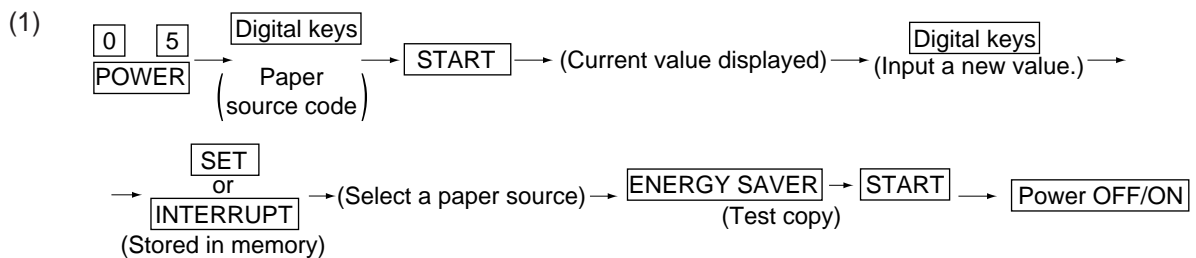 (1)
0 5
POWER
Digital keys
(Paper
source code)
START
(Current value displayed)
Digital keys
(Input a new value.)
SET
or
INTERRUPT
(Stored in memory)
(Select a paper source)
ENERGY SAVER
(Test copy)
START
Power OFF/ON